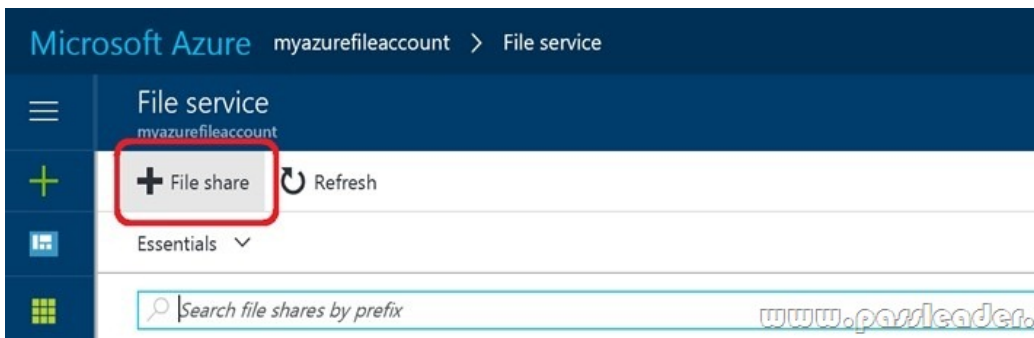 Microsoft Azure myazurefileaccount > File service
File service
myazurefileaccount
+ File share Refresh
Essentials
Search file shares by prefix
www.passleader.